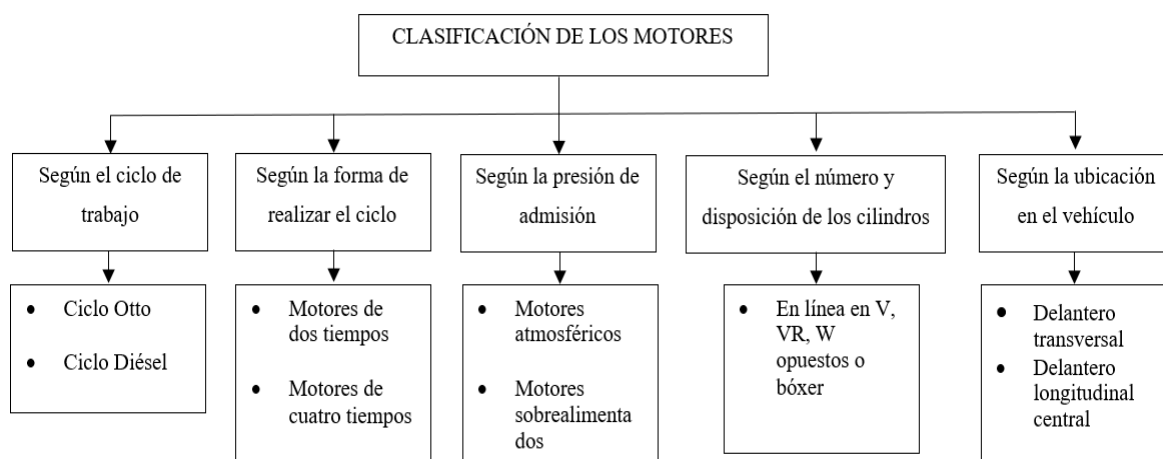 CLASIFICACIÓN DE LOS MOTORES
Según el ciclo de
trabajo
Según la forma de
realizar el ciclo
Según la presión de
admisión
Según el número y
disposición de los cilindros
Según la ubicación
en el vehículo
• Ciclo Otto
• Ciclo Diésel
• Motores de
dos tiempos
• Motores de
cuatro tiempos
• Motores
atmosféricos
• Motores
sobrealimenta
dos
• En línea en V,
VR, W
opuestos o
bóxer
• Delantero
transversal
• Delantero
longitudinal
central